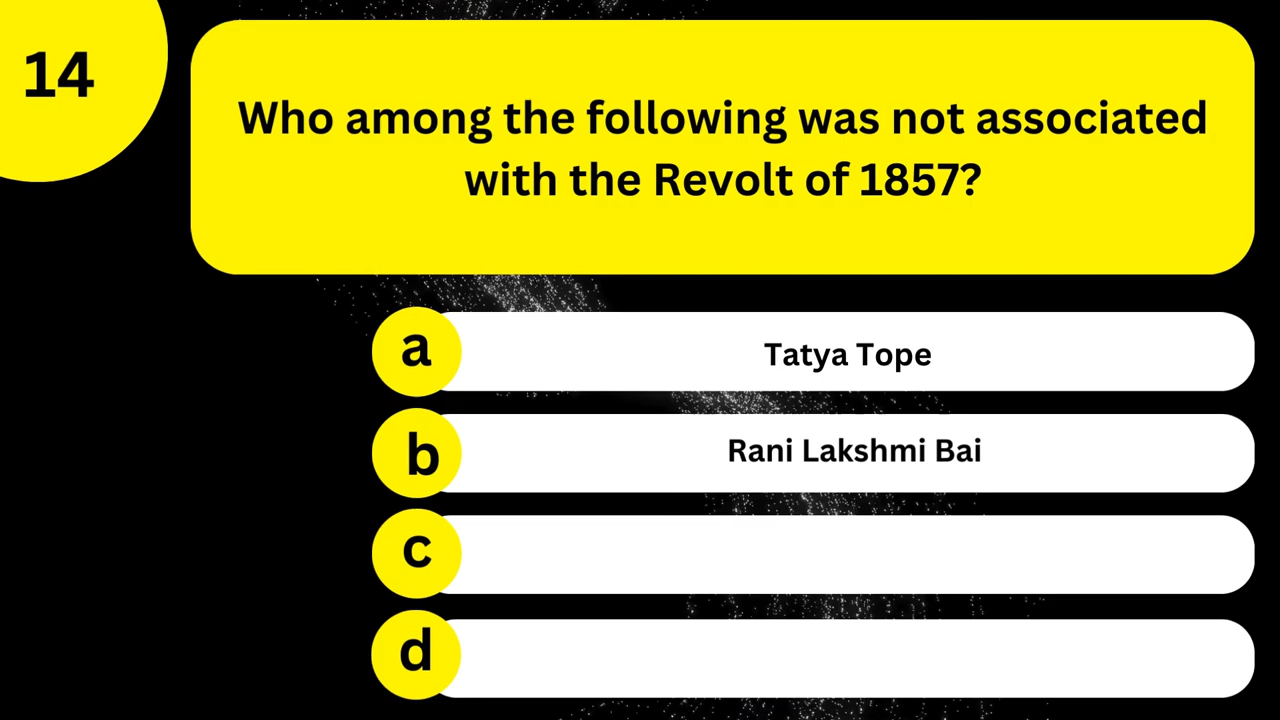 14
Who among the following was not associated
with the Revolt of 1857?
a
Tatya Tope
b
Rani Lakshmi Bai
c
d